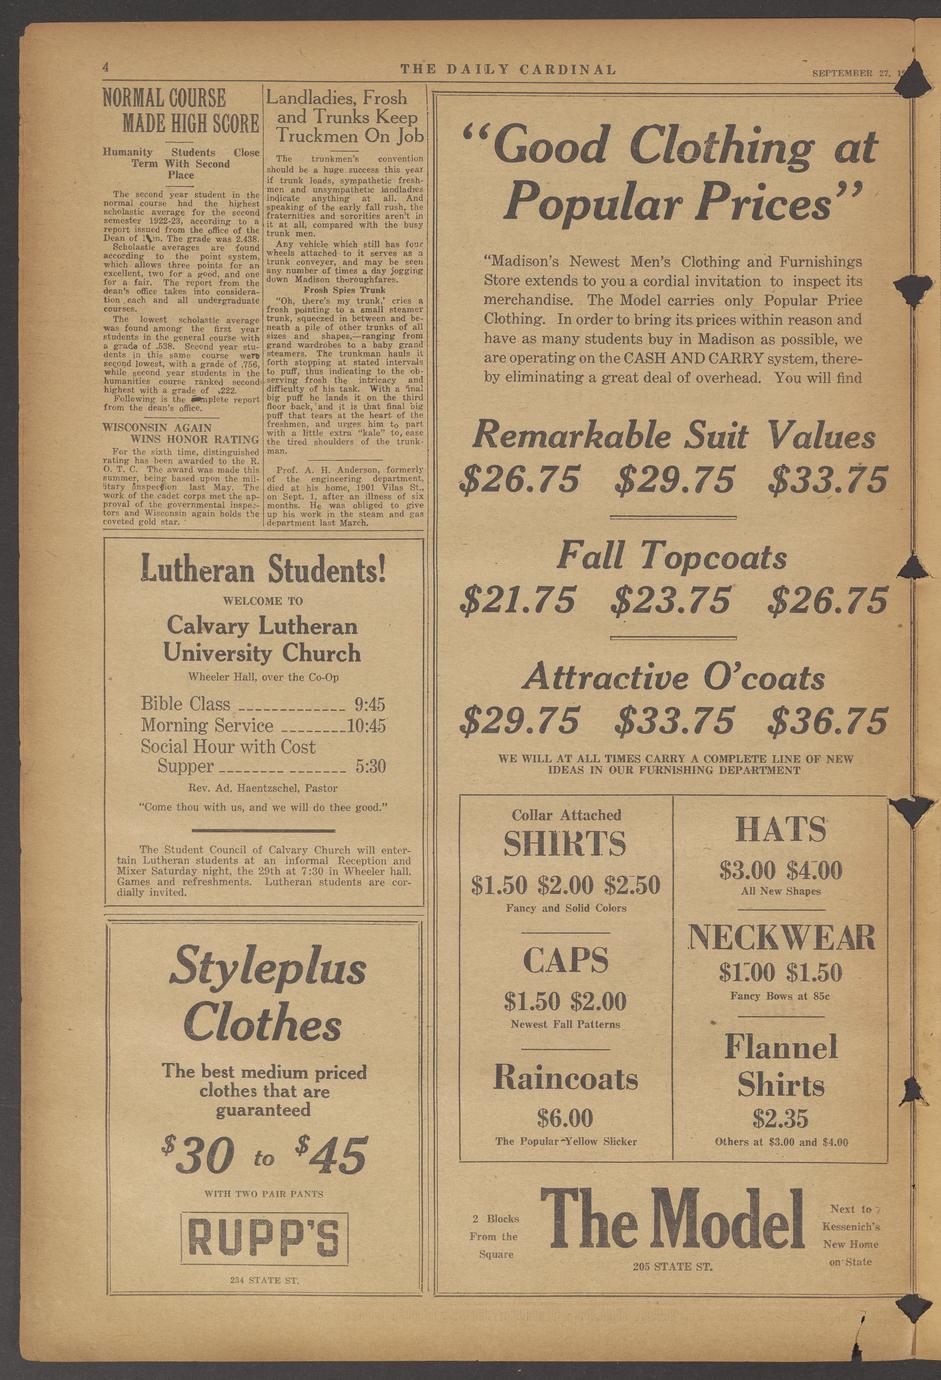 4
THE DAILY CARDINAL
SEPTEMBER 27,
NORMAL COURSE
MADE HIGH SCORE
Humanity Students Close
Term With Second
Place
The second year student in the
normal course had the highest
scholastic average for the second
semester 1922-23, according to a
report issued from the office of the
Dean of . The grade was 2.438.
Scholastic averages are found
according to the point system,
which allows three points for an
excellent, two for a good, and one
for a fair. The report from the
dean's office takes into considera-
tion each and all undergraduate
courses.
The lowest scholastic average
was found among the first year
students in the general course with
a grade of .538. Second year stu-
dents in this same course were
second lowest, with a grade of .756,
while second year students in the
humanities course ranked second
highest with a grade of
Following is the report
from the dean's office.
WISCONSIN AGAIN
WINS HONOR RATING
For the sixth time, distinguished
rating has been awarded to the R.
O. T. C. The award was made this
summer, being based upon the mil-
itary inspection last May. The
work of the cadet corps met the ap-
proval of the governmental inspec-
tors and Wisconsin again holds the
coveted gold star.
Landladies, Frosh
and Trunks Keep
Truckmen On Job
The trunkmen's convention
should be a huge success this year
if trunk loads, sympathetic fresh-
men and unsympathetic landladies
indicate anything at all. And
speaking of the early fall rush, the
fraternities and sororities aren't in
it at all, compared with the busy
trunk men.
Any vehicle which still has four
wheels attached to it serves as a
trunk conveyer, and may be seen
any number of times a day jogging
down Madison thoroughfares.
Frosh Spies Trunk
"Oh, there's my trunk,' cries a
frosh pointing to a small steamer
trunk, squeezed in between and be-
neath a pile of other trunks of all
sizes and shapes,—ranging from
grand wardrobes to a baby grand
steamers. The trunkman hauls it
forth stopping at stated intervals
to puff, thus indicating to the ob-
serving frosh the intricacy and
difficulty of his task. With a final
big puff he lands it on the third
floor back, and it is that final big
puff that tears at the heart of the
freshmen, and urges him to part
with a little extra "kale" to ease
the tired shoulders of the trunk-
man.
Prof. A. H. Anderson, formerly
of the engineering department,
died at his home, 1901 Vilas St.,
on Sept. 1, after an illness of six
months. He was obliged to give
up his work in the steam and gas
department last March.
Lutheran Students!
WELCOME TO
Calvary Lutheran
University Church
Wheeler Hall, over the Co-Op
Bible Class 9:45
Morning Service 10:45
Social Hour with Cost
Supper 5:30
Rev. Ad. Haentzschel, Pastor
"Come thou with us, and we will do thee good."
The Student Council of Calvary Church will enter-
tain Lutheran students at an informal Reception and
Mixer Saturday night, the 29th at 7:30 in Wheeler hall.
Games and refreshments. Lutheran students are cor-
dially invited.
Styleplus
Clothes
The best medium priced
clothes that are
guaranteed
$30 to $45
WITH TWO PAIR PANTS
RUPP'S
234 STATE ST.
"Good Clothing at
Popular Prices"
"Madison's Newest Men's Clothing and Furnishings
Store extends to you a cordial invitation to inspect its
merchandise. The Model carries only Popular Price
Clothing. In order to bring its prices within reason and
have as many students buy in Madison as possible, we
are operating on the CASH AND CARRY system, there-
by eliminating a great deal of overhead. You will find
Remarkable Suit Values
$26.75 $29.75 $33.75
Fall Topcoats
$21.75 $23.75 $26.75
Attractive O'coats
$29.75 $33.75 $36.75
WE WILL AT ALL TIMES CARRY A COMPLETE LINE OF NEW
IDEAS IN OUR FURNISHING DEPARTMENT
Collar Attached
SHIRTS
$1.50 $2.00 $2.50
Fancy and Solid Colors
CAPS
$1.50 $2.00
Newest Fall Patterns
Raincoats
$6.00
The Popular Yellow Slicker
HATS
$3.00 $4.00
All New Shapes
NECKWEAR
$1.00 $1.50
Fancy Bows at 85c
Flannel
Shirts
$2.35
Others at $3.00 and $4.00
2 Blocks
From the
Square
The Model
205 STATE ST.
Next to
Kessenich's
New Home
on State